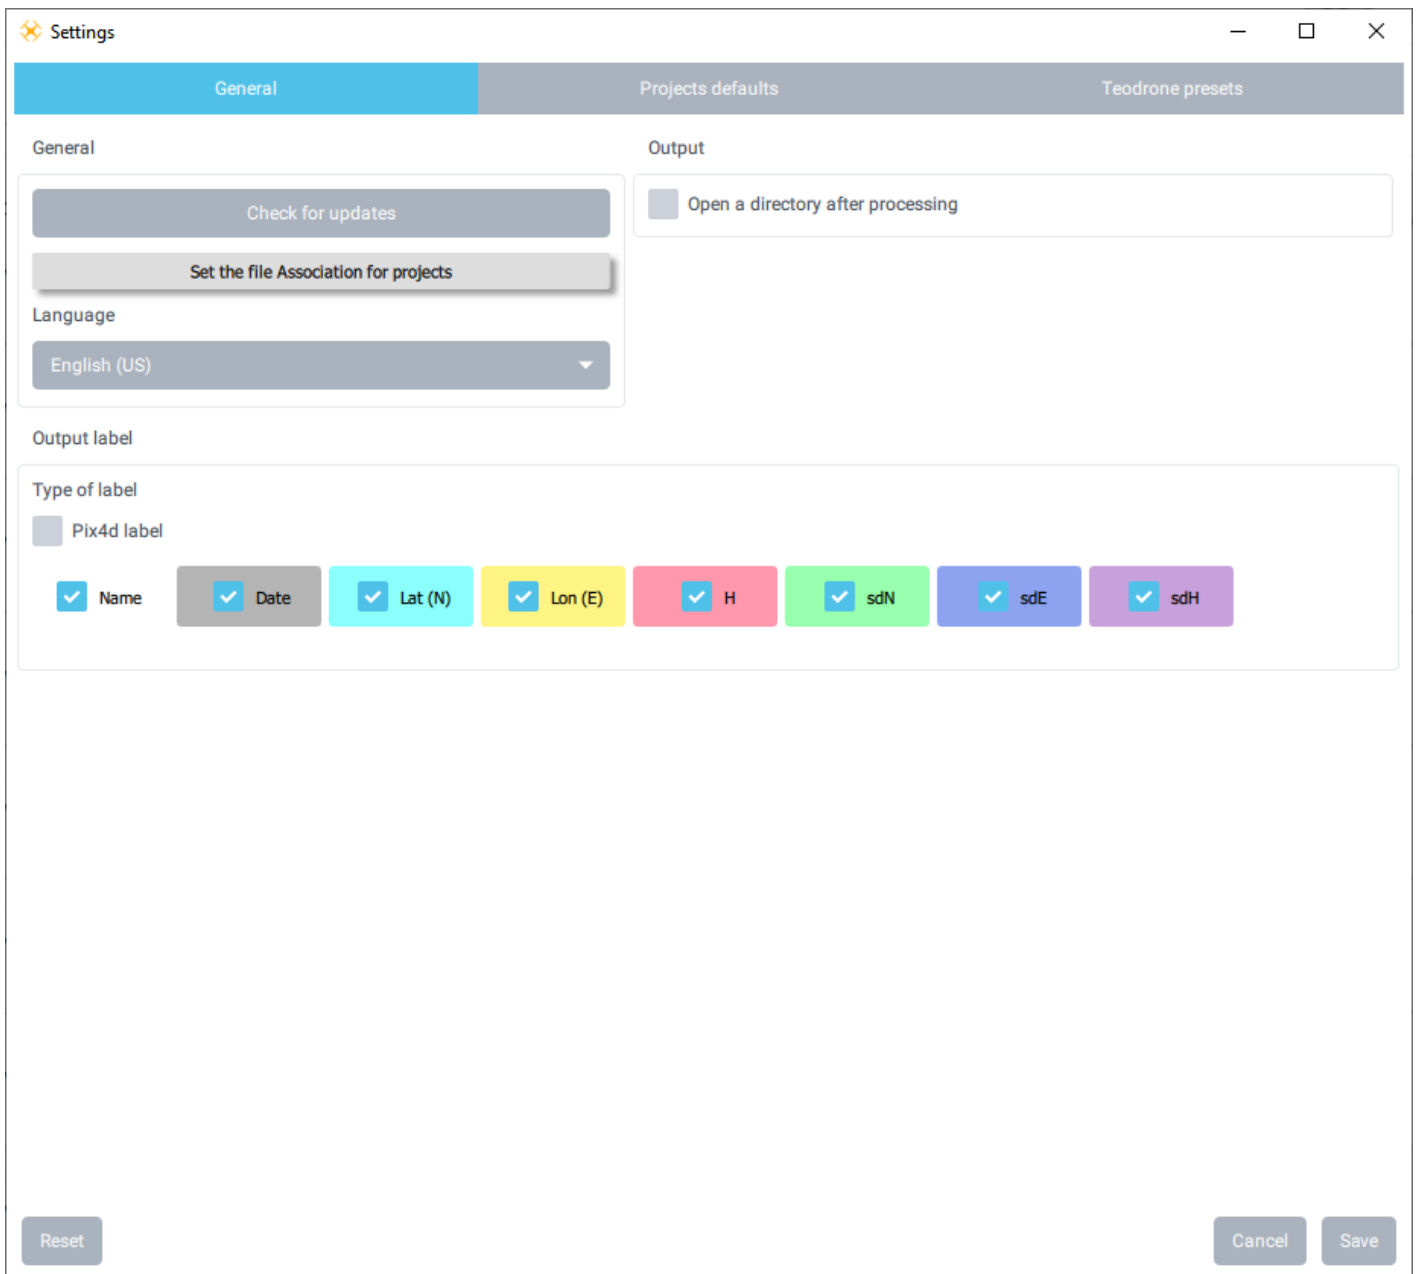 Settings
General
Projects defaults
Teodrone presets
General
Output
Check for updates
Open a directory after processing
Set the file Association for projects
Language
English (US)
Output label
Type of label
Pix4d label
Name
Date
Lat (N)
Lon (E)
H
sdN
sdE
sdH
Reset
Cancel
Save